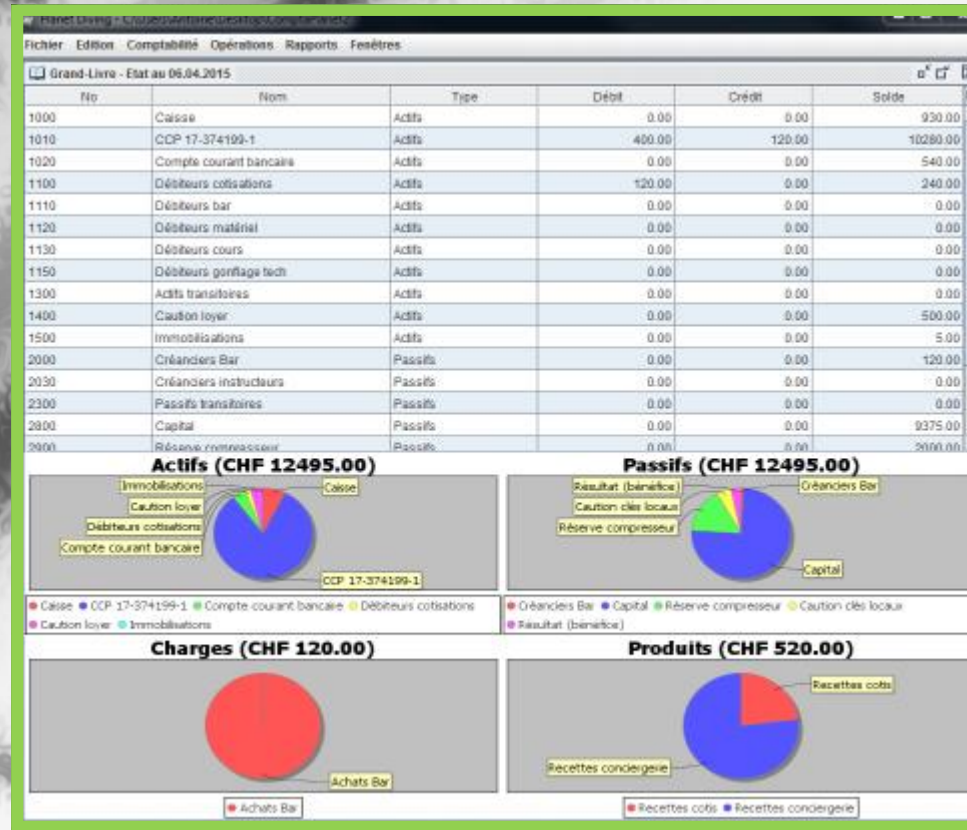 Planet Diving -
Fichier Edition Comptabilité Opérations Rapports Fenêtres
Grand-Livre - Etat au 06.04.2015
No Nom Type Débit Crédit Solde
1000 Caisse Actifs 0.00 0.00 930.00
1010 CCP 17-374199-1 Actifs 400.00 120.00 10280.00
1020 Compte courant bancaire Actifs 0.00 0.00 540.00
1100 Débiteurs cotisations Actifs 120.00 0.00 240.00
1110 Débiteurs bar Actifs 0.00 0.00 0.00
1120 Débiteurs matériel Actifs 0.00 0.00 0.00
1130 Débiteurs cours Actifs 0.00 0.00 0.00
1150 Débiteurs gonflage tech Actifs 0.00 0.00 0.00
1300 Actifs transitoires Actifs 0.00 0.00 0.00
1400 Caution loyer Actifs 0.00 0.00 500.00
1500 Immobilisations Actifs 0.00 0.00 5.00
2000 Créanciers Bar Passifs 0.00 0.00 120.00
2030 Créanciers instructeurs Passifs 0.00 0.00 0.00
2300 Passifs transitoires Passifs 0.00 0.00 0.00
2800 Capital Passifs 0.00 0.00 9375.00
2900 Réserve compresseur Passifs 0.00 0.00 2000.00
Actifs (CHF 12495.00)
Immobilisations
Caisse
Caution loyer
Débiteurs cotisations
Compte courant bancaire
CCP 17-374199-1
Caisse CCP 17-374199-1 Compte courant bancaire Débiteurs cotisations
Caution loyer Immobilisations
Passifs (CHF 12495.00)
Résultat (bénéfice)
Créanciers Bar
Caution clés locaux
Réserve compresseur
Capital
Créanciers Bar Capital Réserve compresseur Caution clés locaux
Résultat (bénéfice)
Charges (CHF 120.00)
Achats Bar
Achats Bar
Produits (CHF 520.00)
Recettes cotis
Recettes conciergerie
Recettes cotis Recettes conciergerie